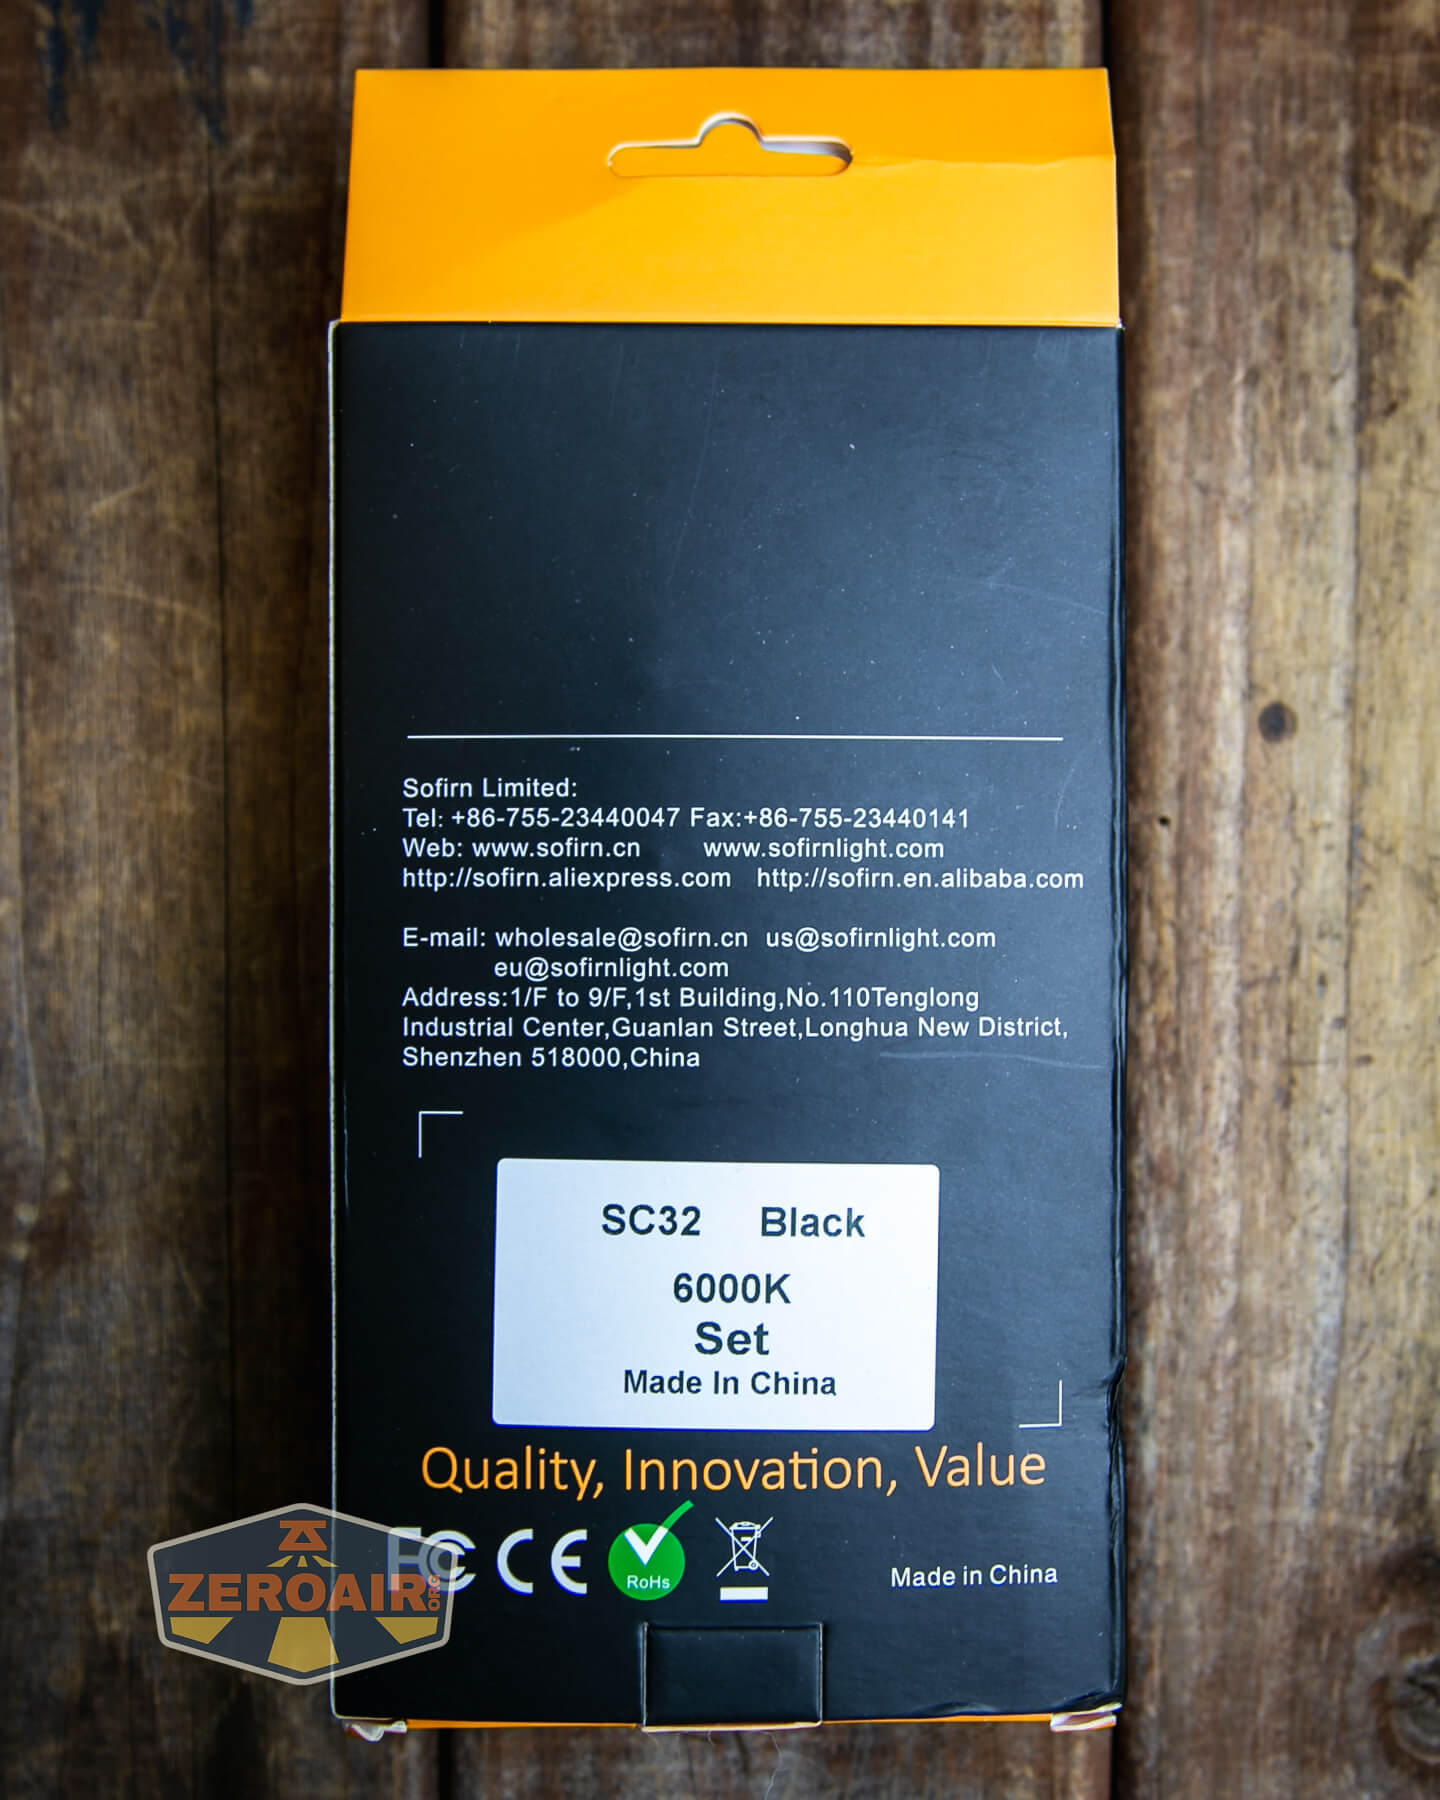 Sofirn Limited:
Tel: +86-755-23440047 Fax:+86-755-23440141
Web: www.sofirn.cn www.sofirnlight.com
http://sofirn.aliexpress.com http://sofirn.en.alibaba.com
E-mail: wholesale@sofirn.cn us@sofirnlight.com
eu@sofirnlight.com
Address:1/F to 9/F,1st Building,No.110Tenglong
Industrial Center,Guanlan Street,Longhua New District,
Shenzhen 518000,China
SC32 Black
6000K
Set
Made In China
Quality, Innovation, Value
FC CE RoHs Made in China
ZEROAIR.ORG